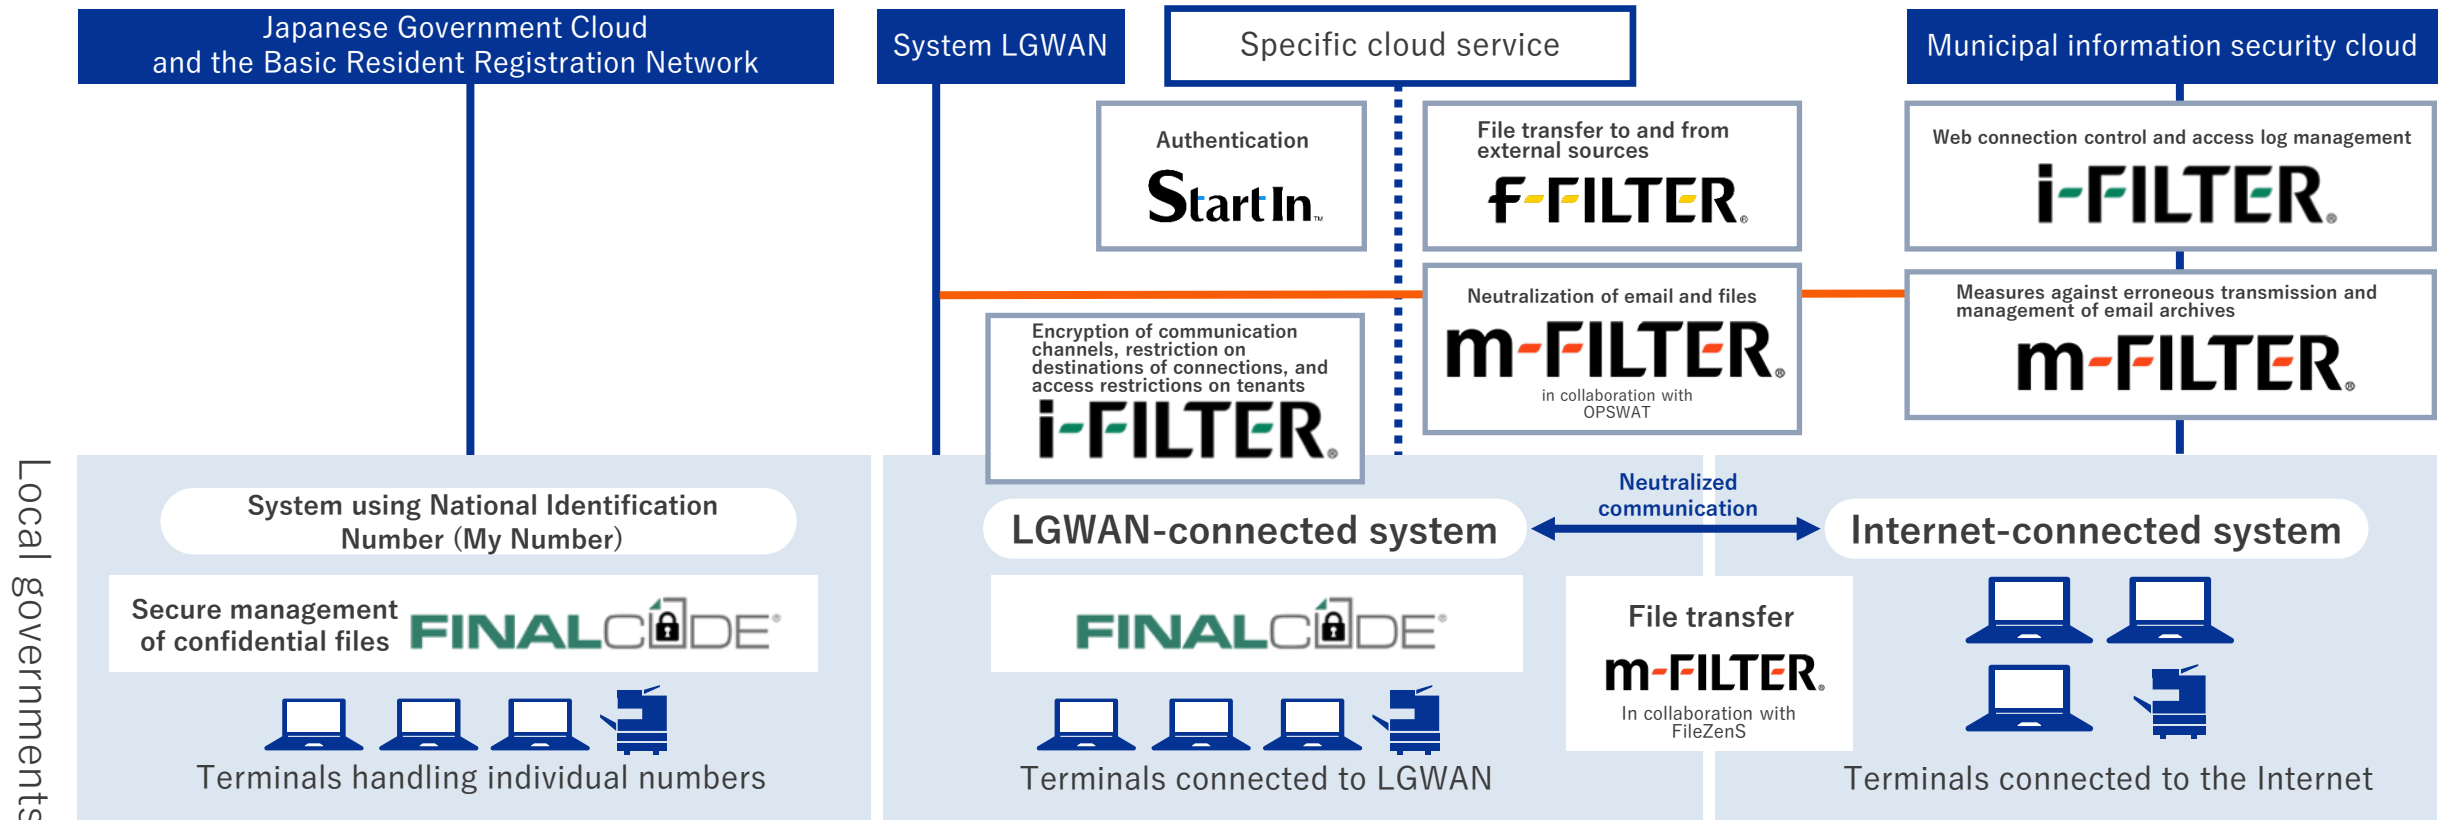 Japanese Government Cloud
and the Basic Resident Registration Network
System LGWAN
Specific cloud service
Municipal information security cloud
Authentication
StartIn™
File transfer to and from
external sources
f-FILTER®
Web connection control and access log management
i-FILTER®
Encryption of communication
channels, restriction on
destinations of connections, and
access restrictions on tenants
i-FILTER®
Neutralization of email and files
m-FILTER®
in collaboration with
OPSWAT
Measures against erroneous transmission and
management of email archives
m-FILTER®
Local governments
System using National Identification
Number (My Number)
Secure management
of confidential files
FINALCODE®
Terminals handling individual numbers
LGWAN-connected system
FINALCODE®
Terminals connected to LGWAN
Neutralized
communication
File transfer
m-FILTER®
In collaboration with
FileZenS
Internet-connected system
Terminals connected to the Internet